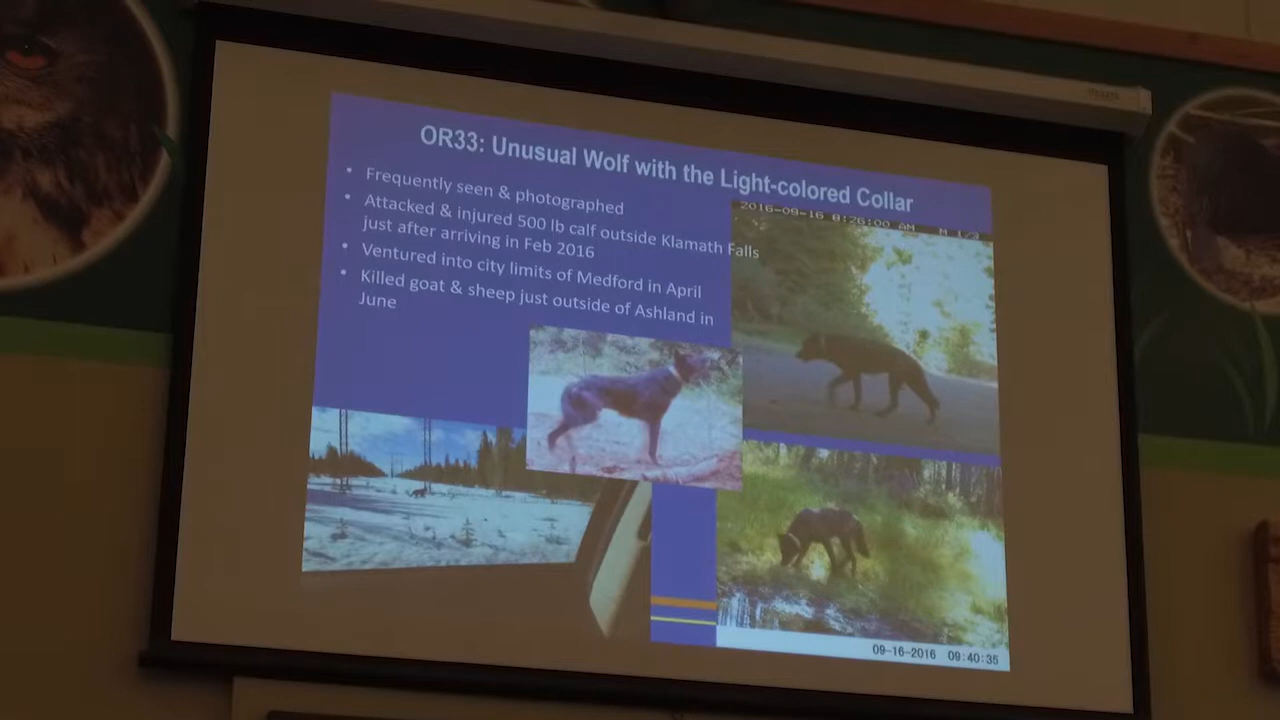 OR33: Unusual Wolf with the Light-colored Collar
• Frequently seen & photographed
• Attacked & injured 500 lb calf outside Klamath Falls
just after arriving in Feb 2016
• Ventured into city limits of Medford in April
• Killed goat & sheep just outside of Ashland in
June
2016-09-16 8:26:00 AM M 1/3
09-16-2016 09:40:35